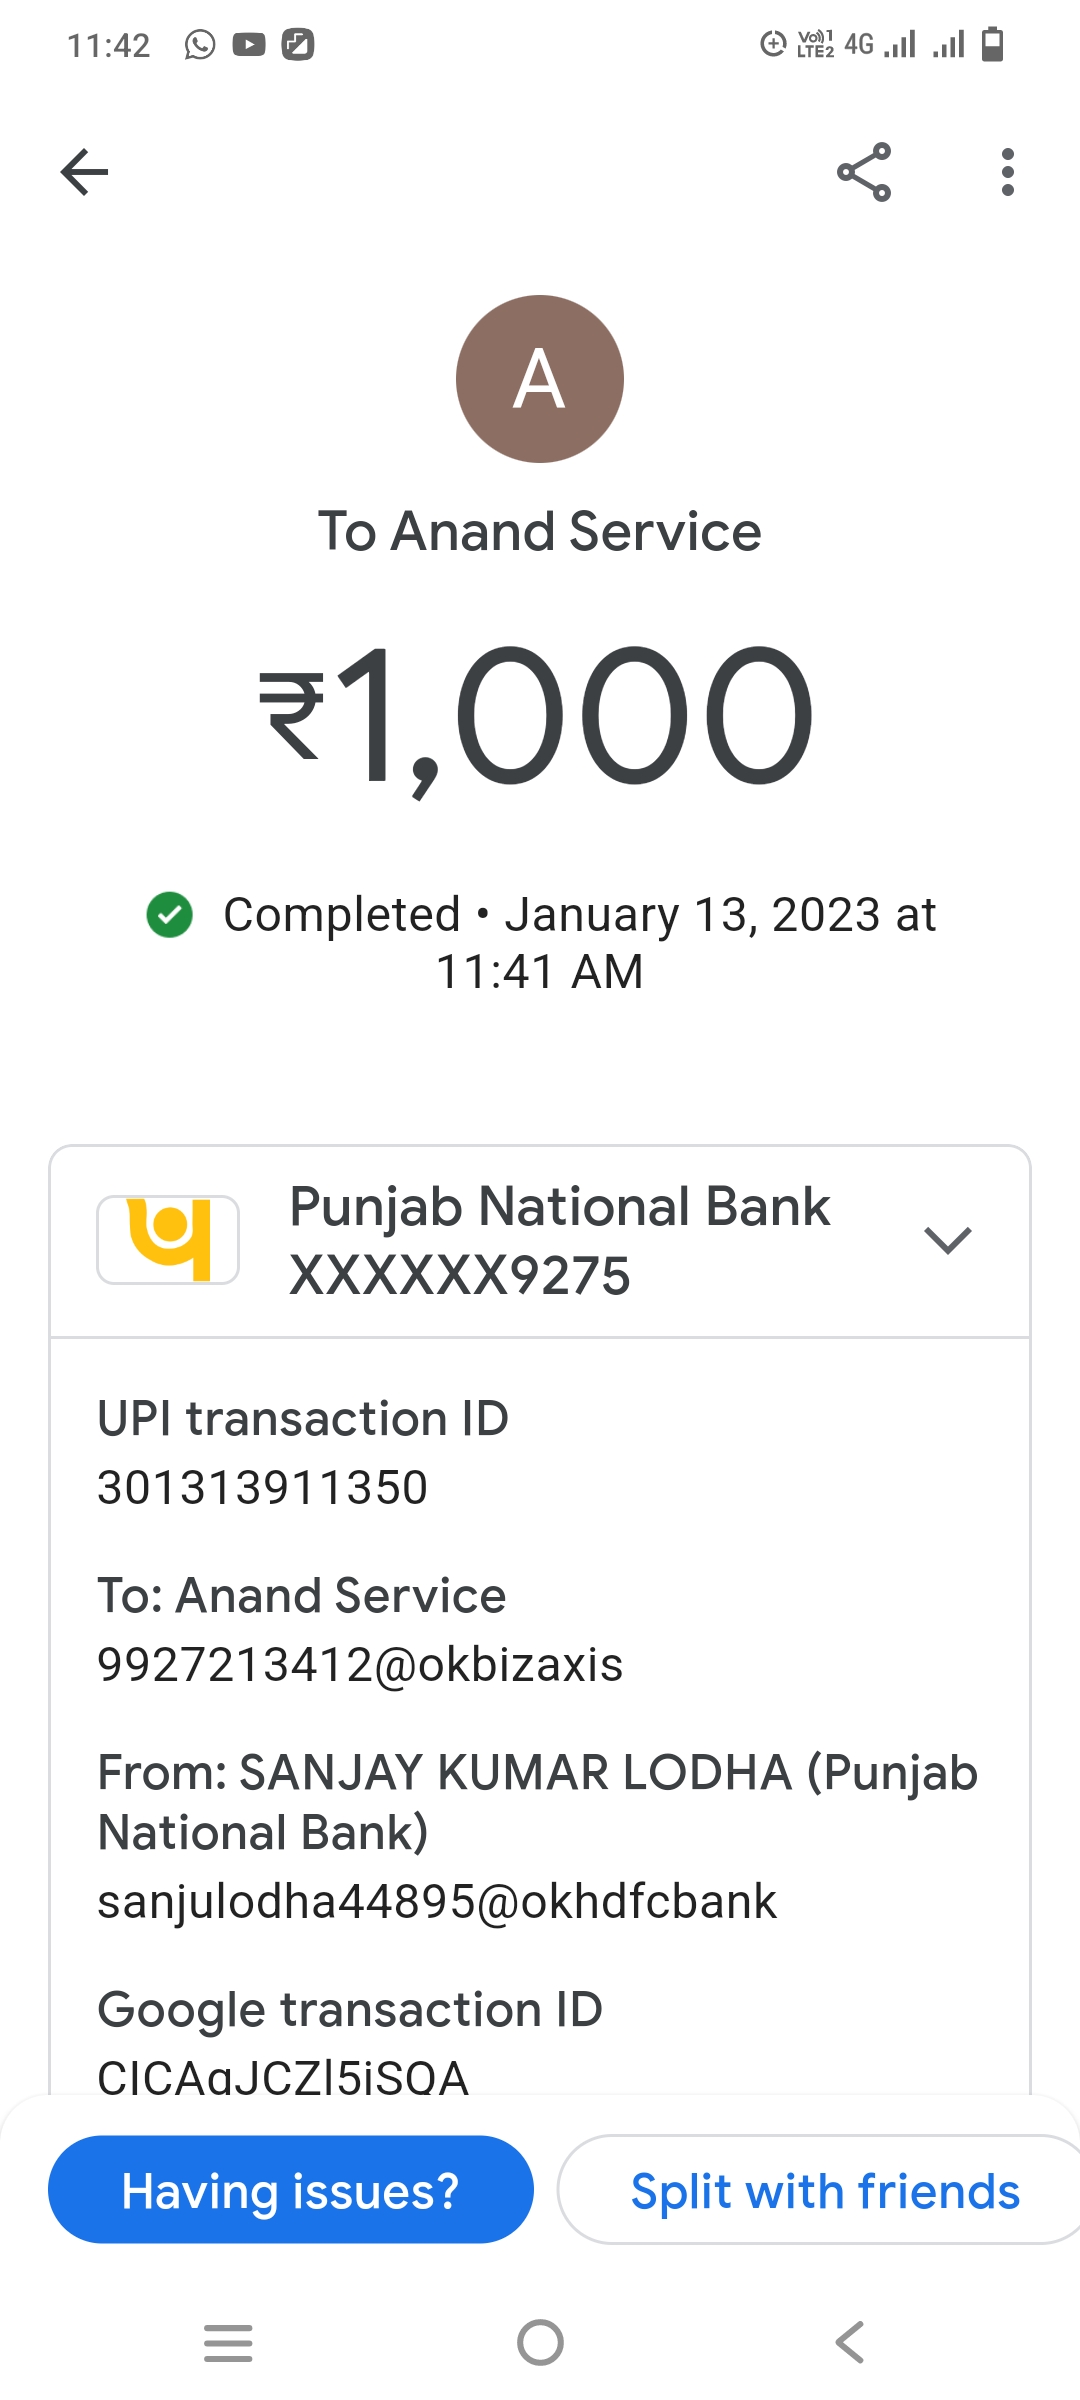 11:42
Vo))1 LTE2 4G
A
To Anand Service
₹1,000
Completed • January 13, 2023 at
11:41 AM
Punjab National Bank
XXXXXX9275
UPI transaction ID
301313911350
To: Anand Service
9927213412@okbizaxis
From: SANJAY KUMAR LODHA (Punjab
National Bank)
sanjulodha44895@okhdfcbank
Google transaction ID
CICAgJCZl5iSQA
Having issues?
Split with friends